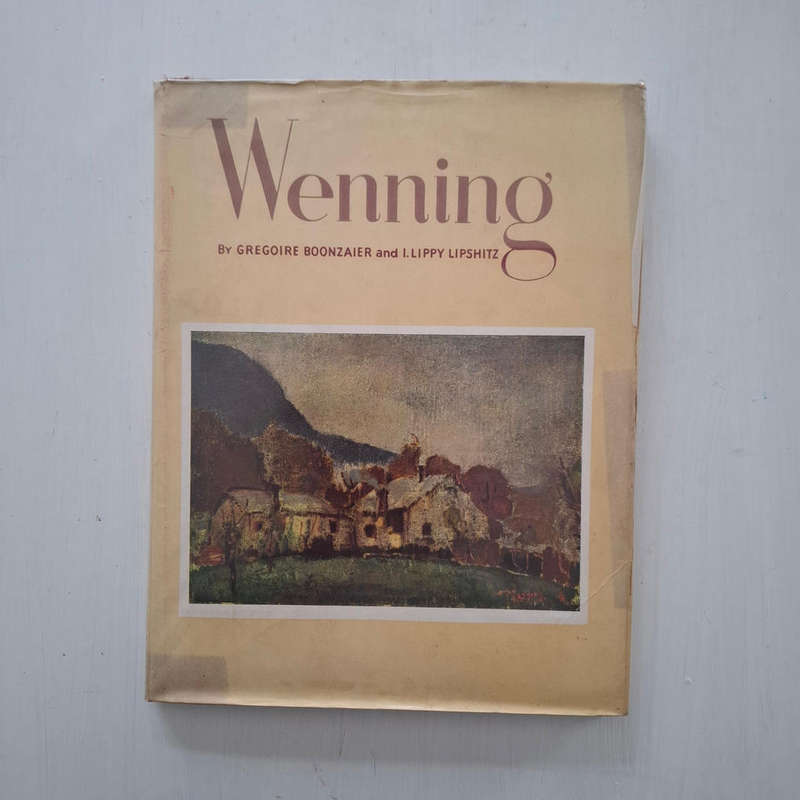 Wenning
By GREGOIRE BOONZAIER and I. LIPPY LIPSHITZ